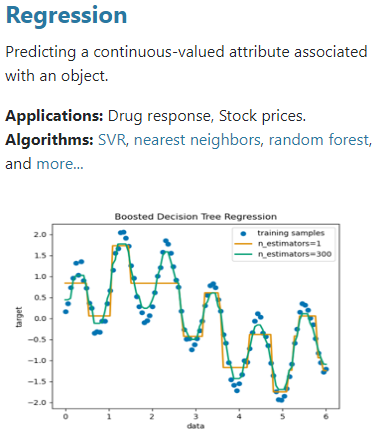 Regression
Predicting a continuous-valued attribute associated
with an object.
Applications: Drug response, Stock prices.
Algorithms: SVR, nearest neighbors, random forest,
and more...
Boosted Decision Tree Regression
training samples
n_estimators=1
n_estimators=300
2.0
1.5
1.0
0.5
0.0
−0.5
−1.0
−1.5
−2.0
target
0 1 2 3 4 5 6
data